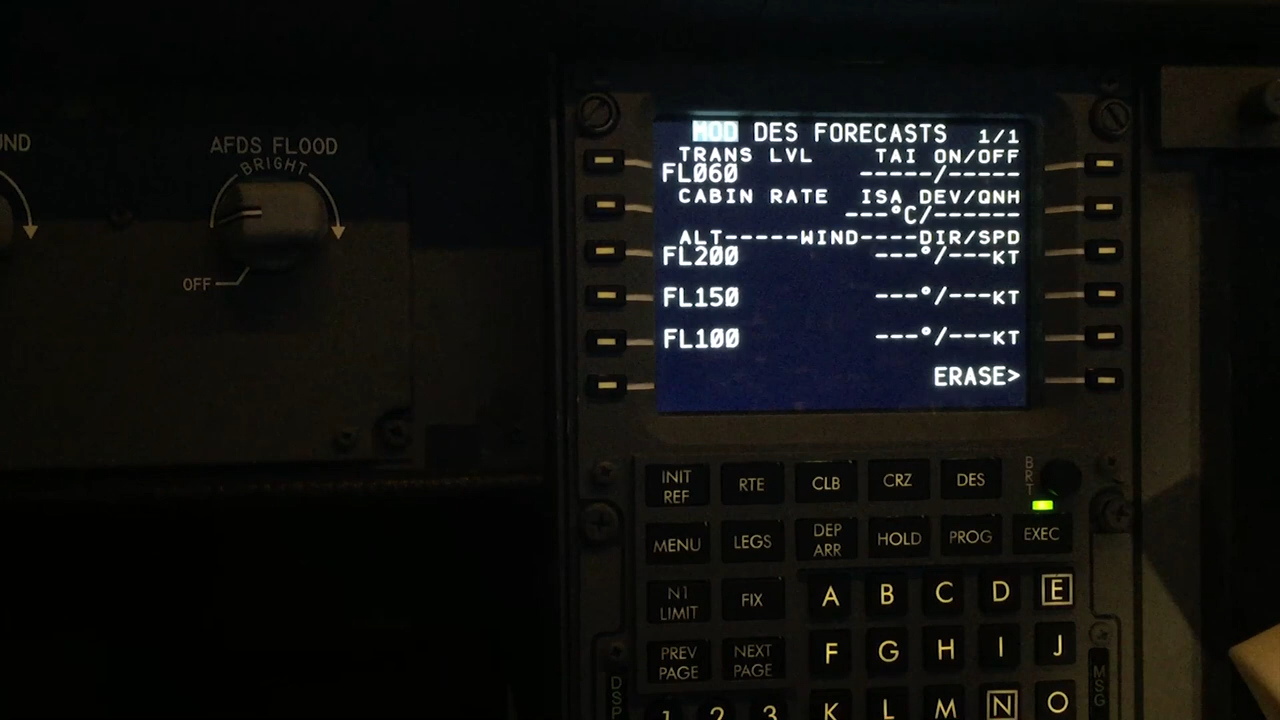 UND
AFDS FLOOD
BRIGHT
OFF
MOD DES FORECASTS 1/1
TRANS LVL TAI ON/OFF
FL060 -----/-----
CABIN RATE ISA DEV/QNH
---°C/------
ALT-----WIND----DIR/SPD
FL200 ---°/---KT
FL150 ---°/---KT
FL100 ---°/---KT
ERASE>
INIT REF RTE CLB CRZ DES BRT
MENU LEGS DEP ARR HOLD PROG EXEC
N1 LIMIT FIX A B C D E
PREV PAGE NEXT PAGE F G H I J
DSP MSG
1 2 3 K L M N O